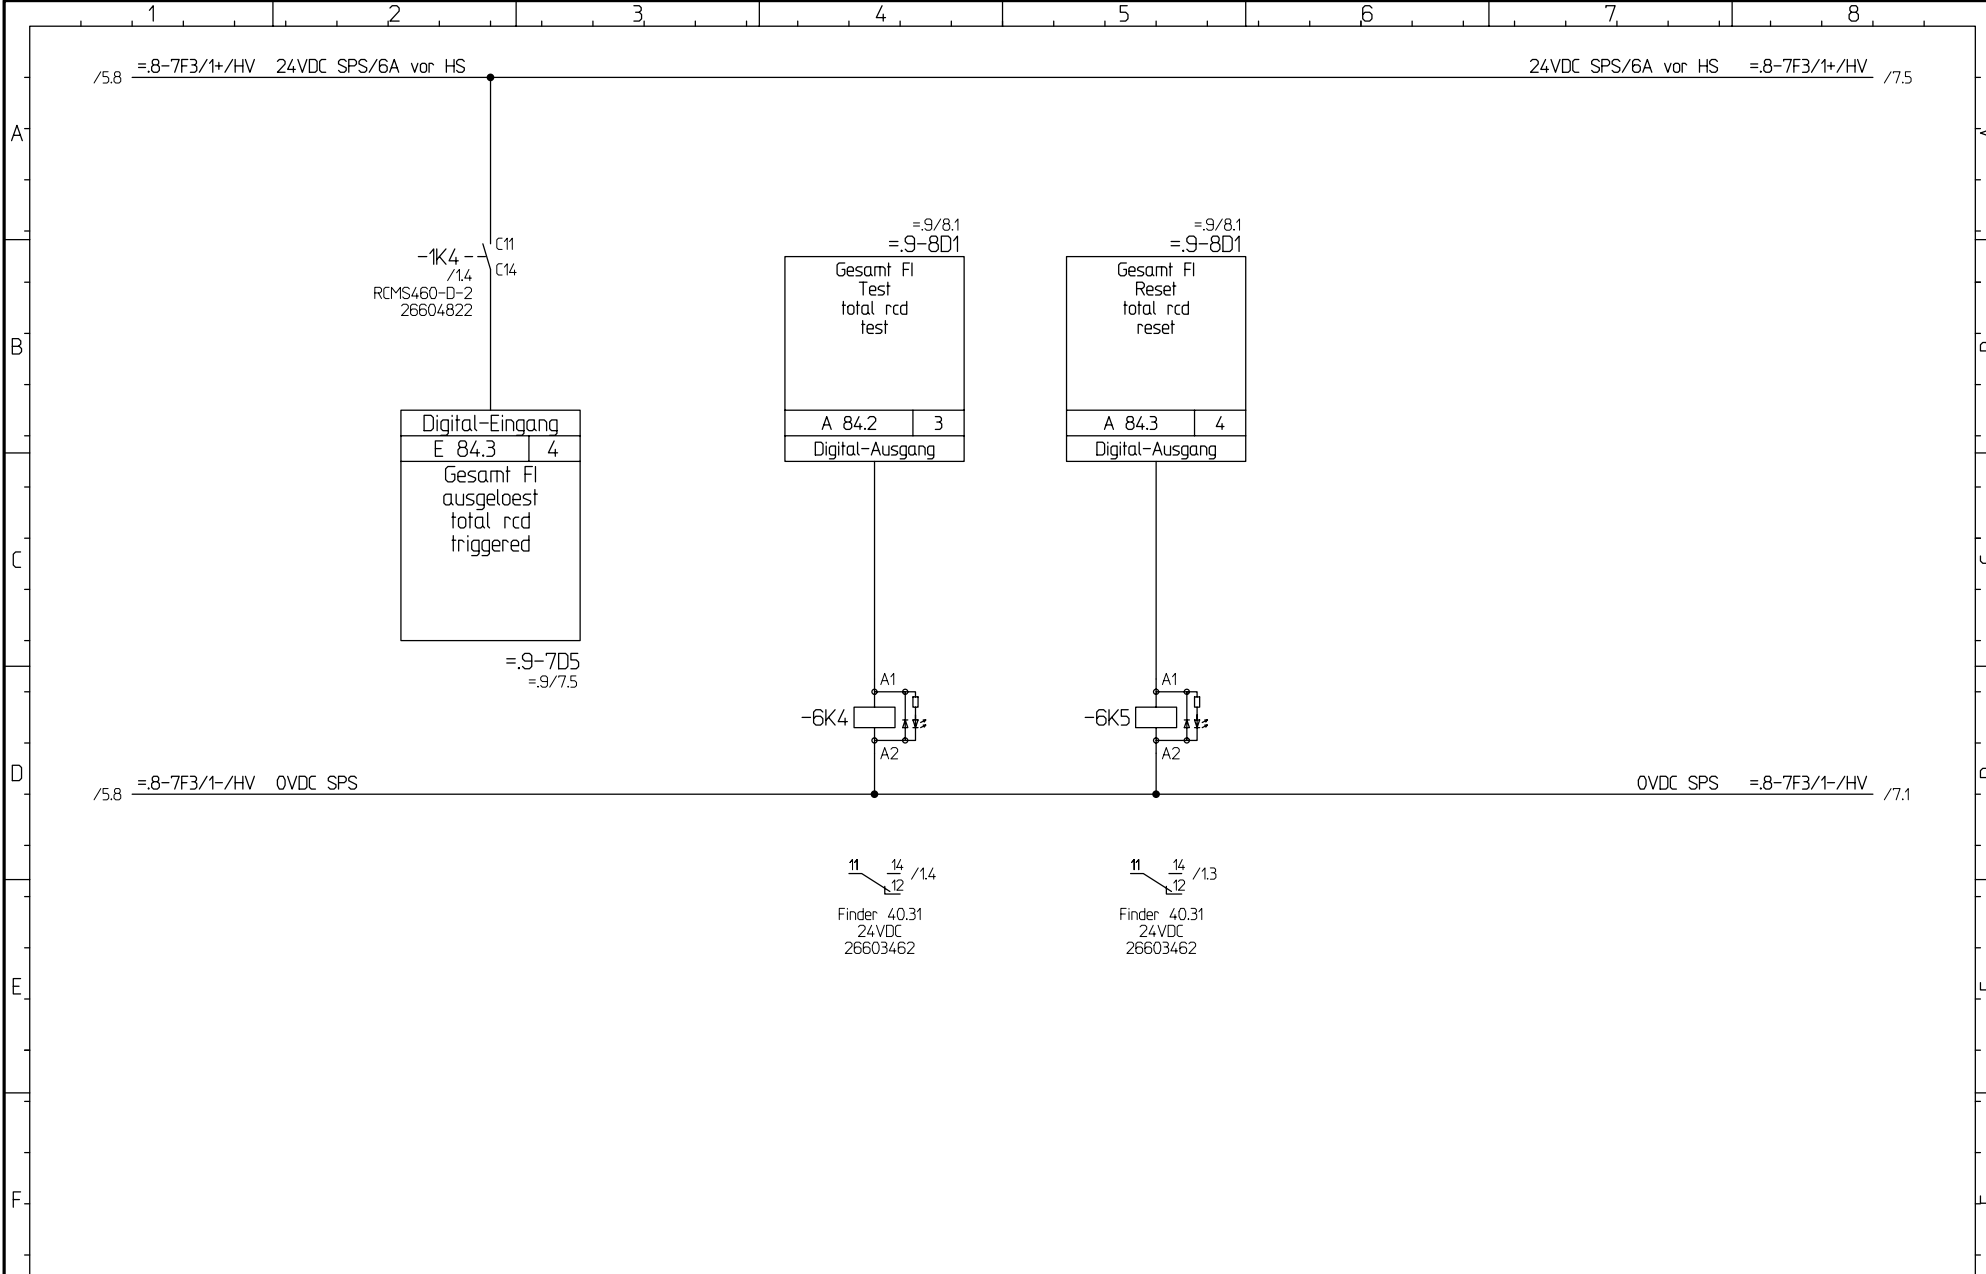 1 2 3 4 5 6 7 8
/5.8 =.8-7F3/1+/HV 24VDC SPS/6A vor HS
24VDC SPS/6A vor HS =.8-7F3/1+/HV /7.5
A
-1K4
C11
C14
/1.4
RCMS460-D-2
26604822
=.9/8.1
=.9-8D1
Gesamt FI
Test
total rcd
test
A 84.2 3
Digital-Ausgang
=.9/8.1
=.9-8D1
Gesamt FI
Reset
total rcd
reset
A 84.3 4
Digital-Ausgang
B
Digital-Eingang
E 84.3 4
Gesamt FI
ausgeloest
total rcd
triggered
=.9-7D5
=.9/7.5
C
A1
-6K4
A2
A1
-6K5
A2
D
/5.8 =.8-7F3/1-/HV 0VDC SPS
0VDC SPS =.8-7F3/1-/HV /7.1
11 14 /1.4
12
Finder 40.31
24VDC
26603462
11 14 /1.3
12
Finder 40.31
24VDC
26603462
E
F